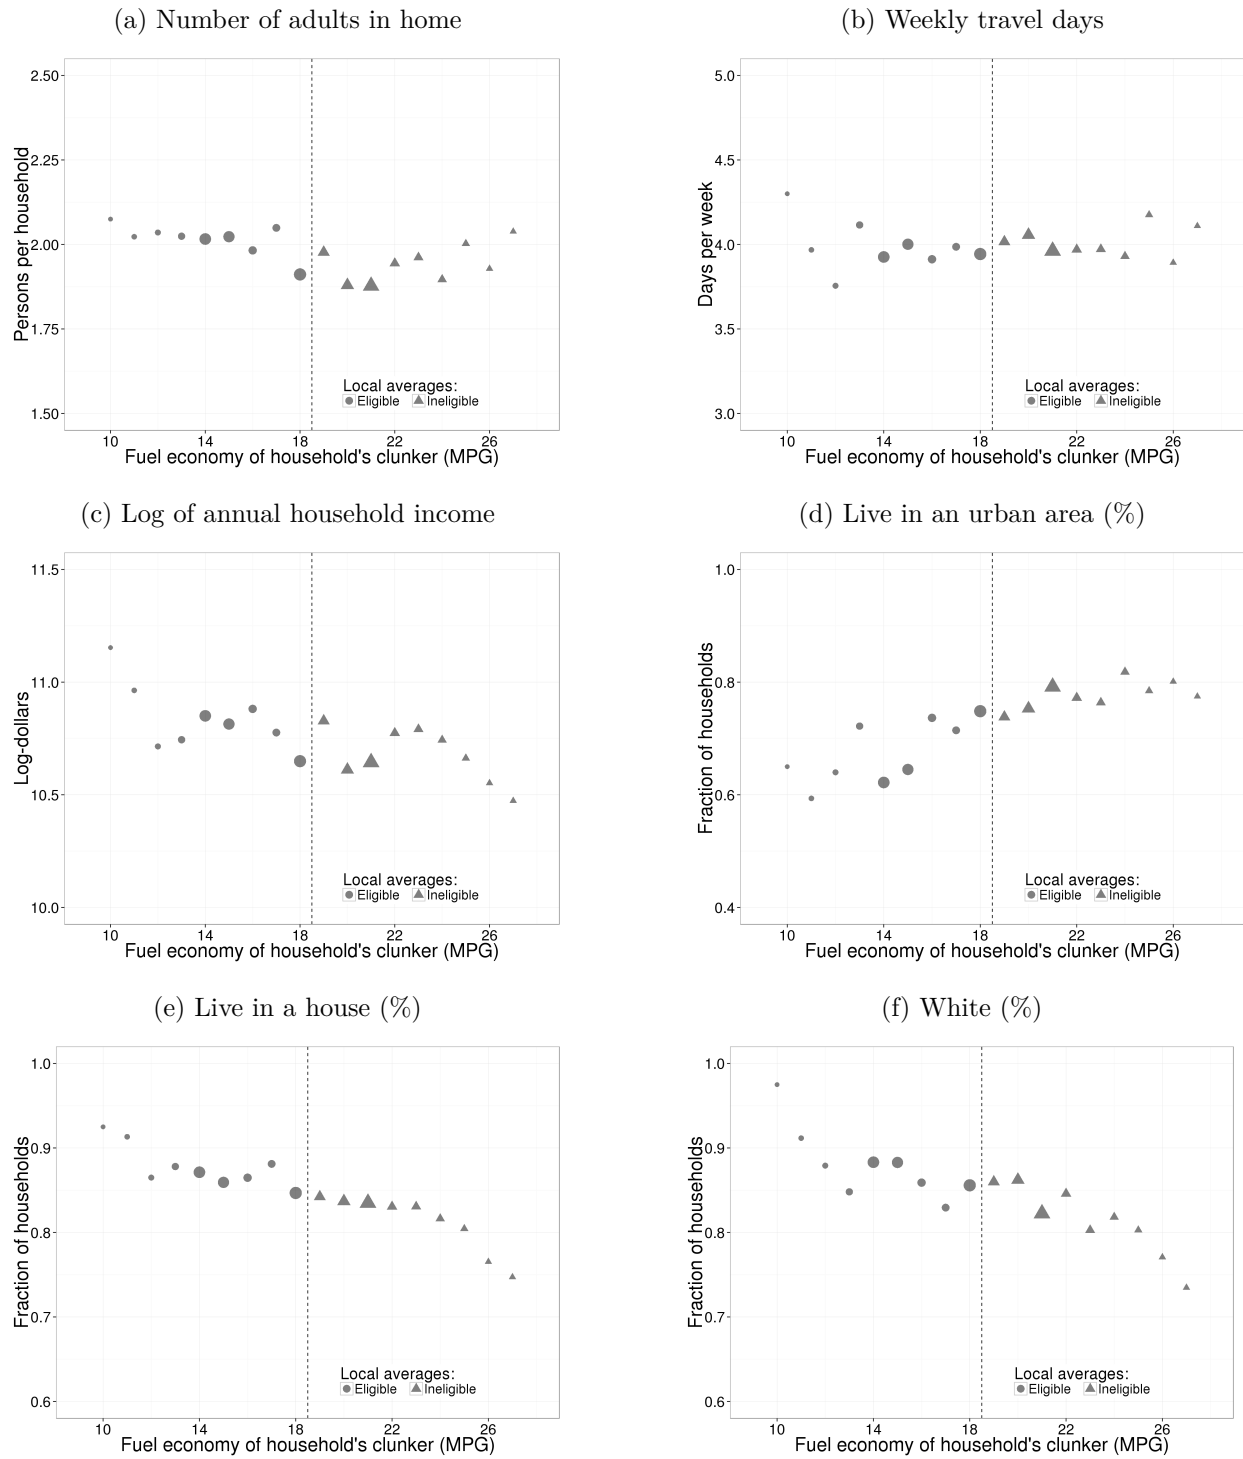 (a) Number of adults in home
Persons per household
2.50
2.25
2.00
1.75
1.50
Local averages:
Eligible Ineligible
10 14 18 22 26
Fuel economy of household's clunker (MPG)
(b) Weekly travel days
Days per week
5.0
4.5
4.0
3.5
3.0
Local averages:
Eligible Ineligible
10 14 18 22 26
Fuel economy of household's clunker (MPG)
(c) Log of annual household income
Log-dollars
11.5
11.0
10.5
10.0
Local averages:
Eligible Ineligible
10 14 18 22 26
Fuel economy of household's clunker (MPG)
(d) Live in an urban area (%)
Fraction of households
1.0
0.8
0.6
0.4
Local averages:
Eligible Ineligible
10 14 18 22 26
Fuel economy of household's clunker (MPG)
(e) Live in a house (%)
Fraction of households
1.0
0.9
0.8
0.7
0.6
Local averages:
Eligible Ineligible
10 14 18 22 26
Fuel economy of household's clunker (MPG)
(f) White (%)
Fraction of households
1.0
0.9
0.8
0.7
0.6
Local averages:
Eligible Ineligible
10 14 18 22 26
Fuel economy of household's clunker (MPG)